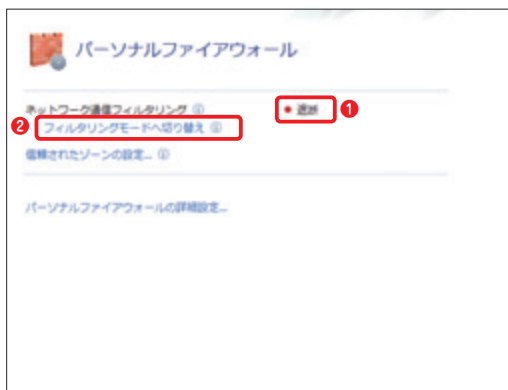 パーソナルファイアウォール
ネットワーク通信フィルタリング ● 遮断 ❶
❷ フィルタリングモードへ切り替え
信頼されたゾーンの設定...
パーソナルファイアウォールの詳細設定...